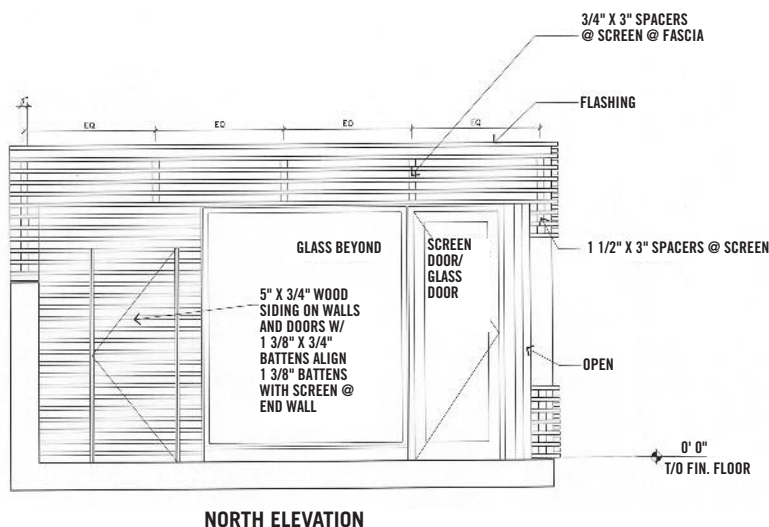 3/4" X 3" SPACERS
@ SCREEN @ FASCIA
FLASHING
3"
EQ
EQ
EQ
EQ
GLASS BEYOND
SCREEN
DOOR/
GLASS
DOOR
1 1/2" X 3" SPACERS @ SCREEN
5" X 3/4" WOOD
SIDING ON WALLS
AND DOORS W/
1 3/8" X 3/4"
BATTENS ALIGN
1 3/8" BATTENS
WITH SCREEN @
END WALL
OPEN
0' 0"
T/O FIN. FLOOR
NORTH ELEVATION